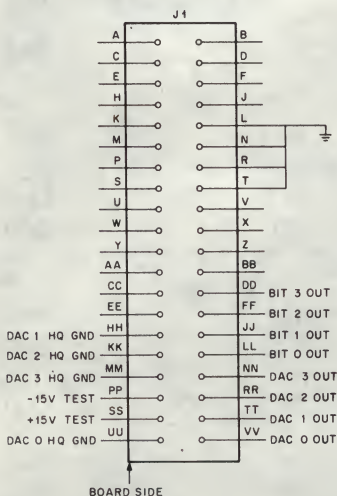 J1
A B
C D
E F
H J
K L
M N
P R
S T
U V
W X
Y Z
AA BB
CC DD BIT 3 OUT
EE FF BIT 2 OUT
DAC 1 HQ GND HH JJ BIT 1 OUT
DAC 2 HQ GND KK LL BIT 0 OUT
DAC 3 HQ GND MM NN DAC 3 OUT
-15V TEST PP RR DAC 2 OUT
+15V TEST SS TT DAC 1 OUT
DAC 0 HQ GND UU VV DAC 0 OUT
BOARD SIDE